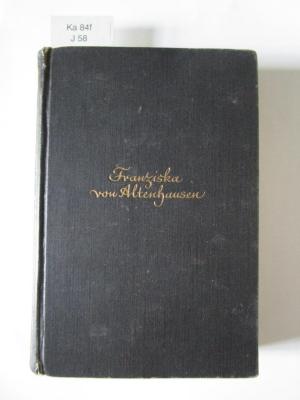 Ka 84f
J 58
Franziska
von Altenhausen